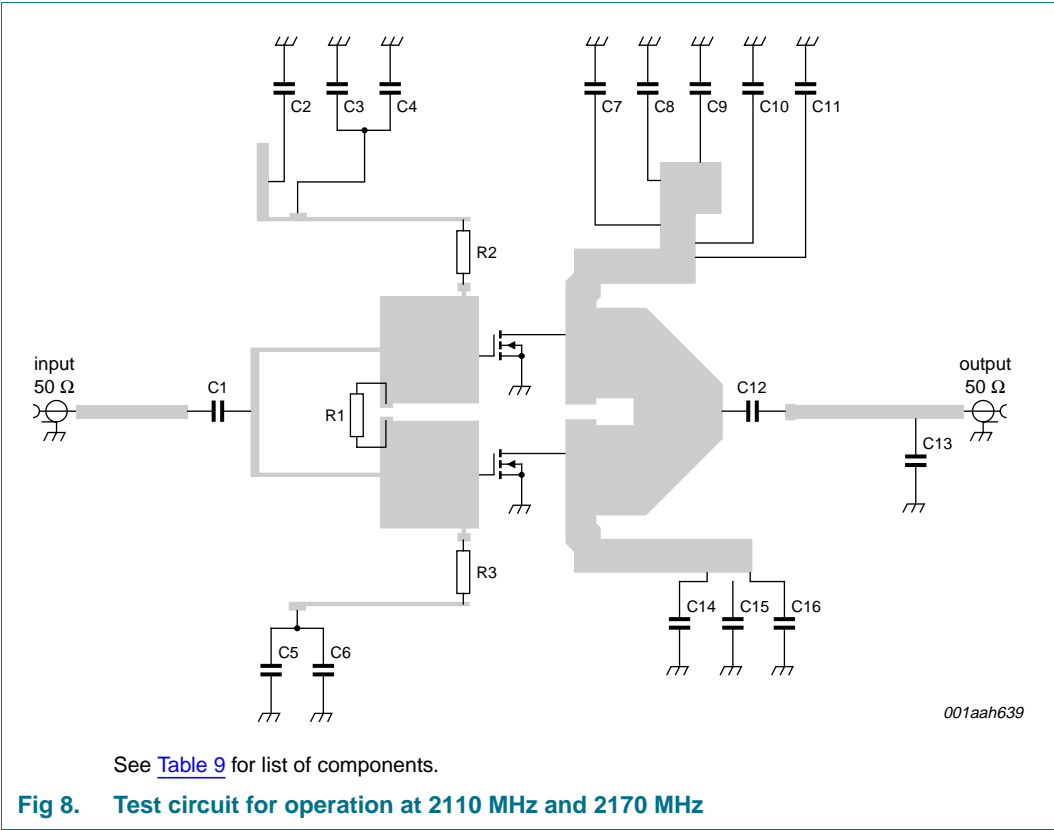 C2
C3
C4
C7
C8
C9
C10
C11
R2
input
50 Ω
C1
R1
C12
output
50 Ω
C13
R3
C14
C15
C16
C5
C6
001aah639
See Table 9 for list of components.
Fig 8. Test circuit for operation at 2110 MHz and 2170 MHz